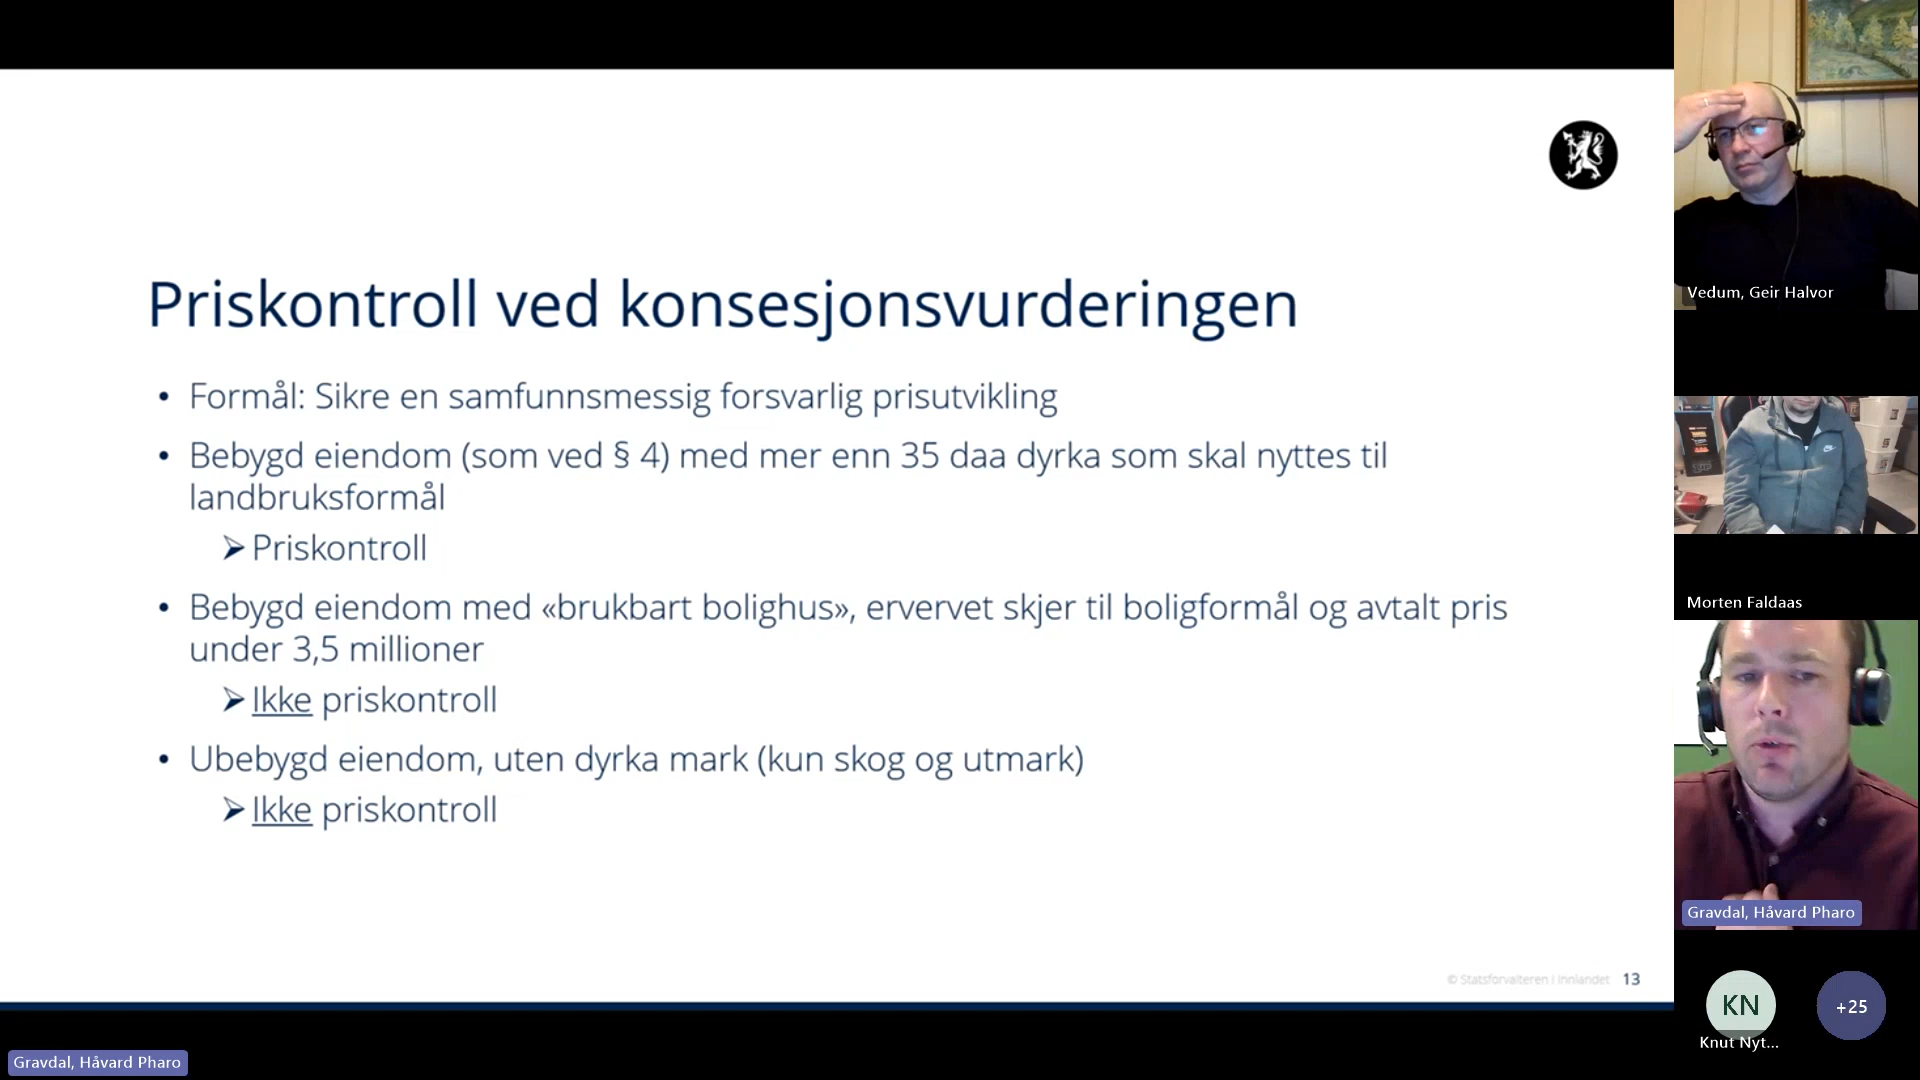 Priskontroll ved konsesjonsvurderingen
• Formål: Sikre en samfunnsmessig forsvarlig prisutvikling
• Bebygd eiendom (som ved § 4) med mer enn 35 daa dyrka som skal nyttes til
landbruksformål
➢ Priskontroll
• Bebygd eiendom med «brukbart bolighus», ervervet skjer til boligformål og avtalt pris
under 3,5 millioner
➢ Ikke priskontroll
• Ubebygd eiendom, uten dyrka mark (kun skog og utmark)
➢ Ikke priskontroll
© Statsforvalteren i Innlandet 13
Gravdal, Håvard Pharo
Vedum, Geir Halvor
Morten Faldaas
Gravdal, Håvard Pharo
KN
+25
Knut Nyt...